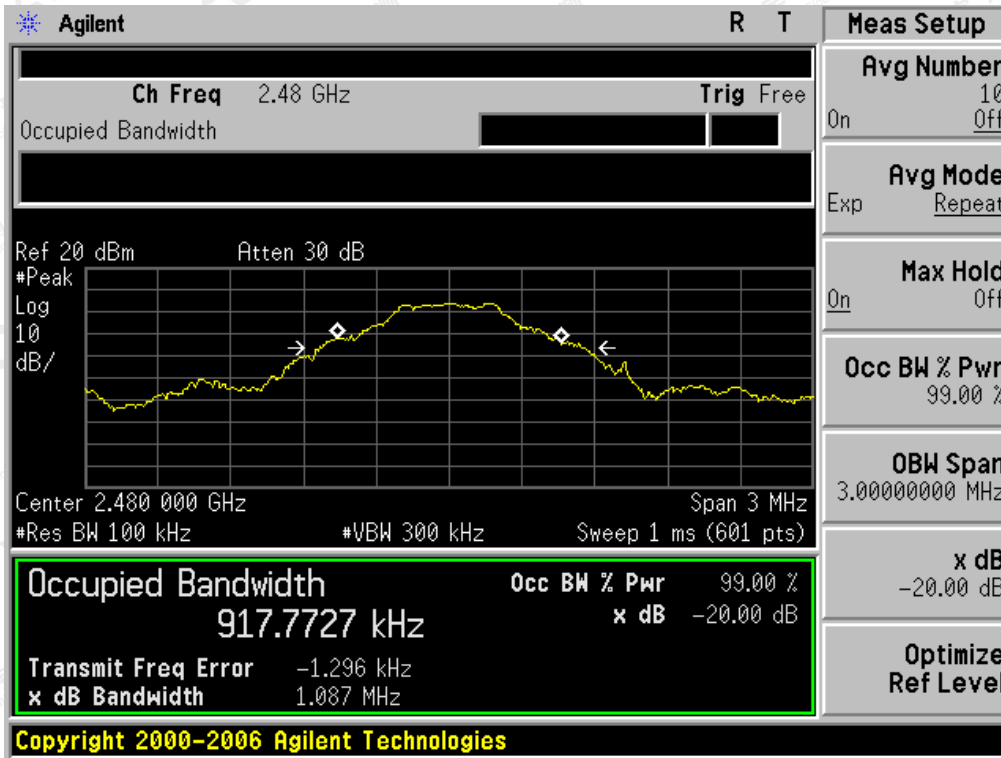 Agilent R T
Ch Freq 2.48 GHz Trig Free
Occupied Bandwidth
Ref 20 dBm Atten 30 dB
#Peak
Log
10
dB/
Center 2.480 000 GHz Span 3 MHz
#Res BW 100 kHz #VBW 300 kHz Sweep 1 ms (601 pts)
Occupied Bandwidth Occ BW % Pwr 99.00 %
917.7727 kHz x dB -20.00 dB
Transmit Freq Error -1.296 kHz
x dB Bandwidth 1.087 MHz
Copyright 2000-2006 Agilent Technologies
Meas Setup
Avg Number
10
On Off
Avg Mode
Exp Repeat
Max Hold
On Off
Occ BW % Pwr
99.00 %
OBW Span
3.00000000 MHz
x dB
-20.00 dB
Optimize
Ref Level